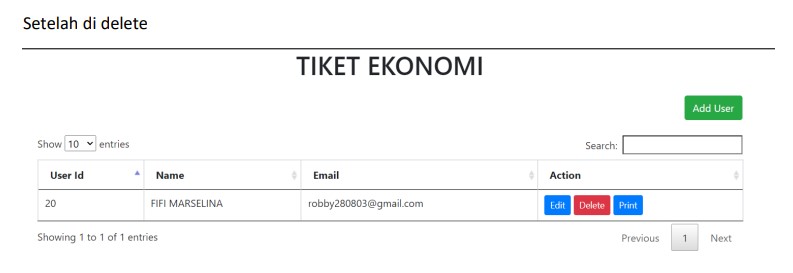 Setelah di delete
TIKET EKONOMI
Add User
Show 10 entries Search:
User Id Name Email Action
20 FIFI MARSELINA robby280803@gmail.com Edit Delete Print
Showing 1 to 1 of 1 entries Previous 1 Next